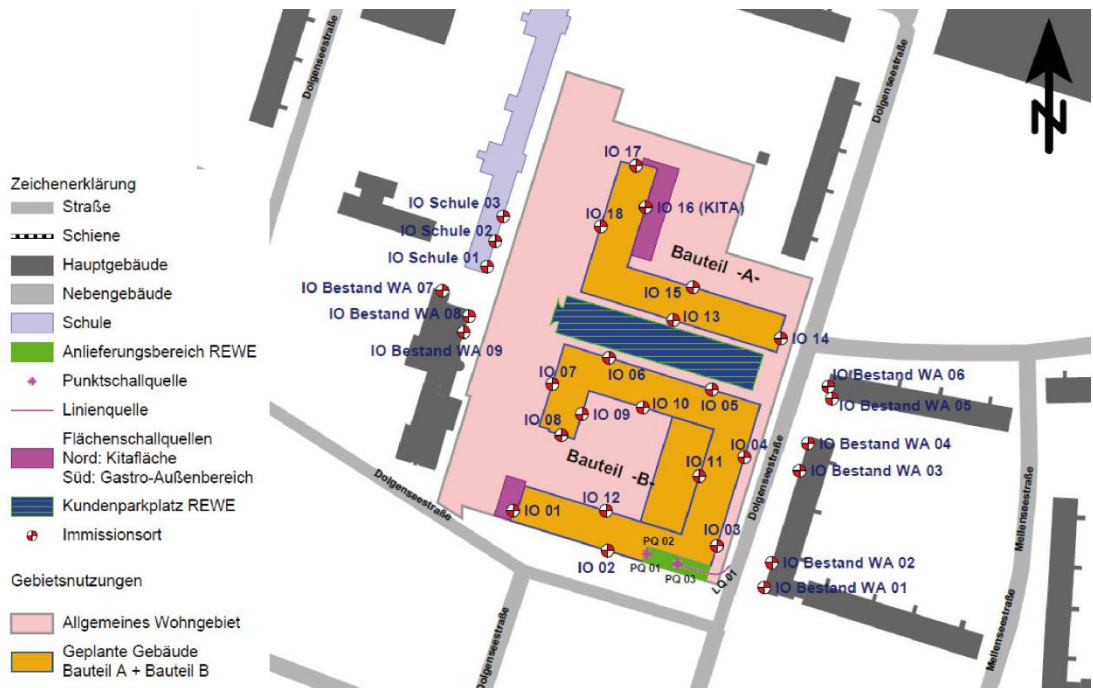 Zeichenerklärung
Straße
Schiene
Hauptgebäude
Nebengebäude
Schule
Anlieferungsbereich REWE
Punktschallquelle
Linienquelle
Flächenschallquellen
Nord: Kitafläche
Süd: Gastro-Außenbereich
Kundenparkplatz REWE
Immissionsort
Gebietsnutzungen
Allgemeines Wohngebiet
Geplante Gebäude
Bauteil A + Bauteil B
Dolgenseestraße
Dolgenseestraße
N
IO 17
IO Schule 03
IO 16 (KITA)
IO 18
IO Schule 02
IO Schule 01
Bauteil -A-
IO Bestand WA 07
IO 15
IO Bestand WA 08
IO 13
IO 14
IO Bestand WA 09
IO 06
IO 07
IO Bestand WA 06
IO 05
IO Bestand WA 05
IO 10
IO 09
IO 08
IO 04
IO Bestand WA 04
Bauteil -B-
IO 11
IO Bestand WA 03
Dolgenseestraße
Dolgenseestraße
Mellenseestraße
IO 01
IO 12
IO 03
PQ 02
IO 02
PQ 01
PQ 03
LQ 01
IO Bestand WA 02
IO Bestand WA 01
Dolgenseestraße
Mellenseestraße